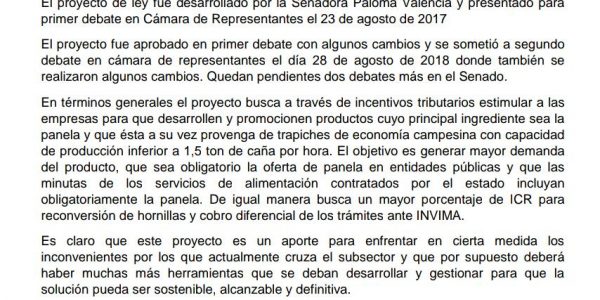 El proyecto de ley fue desarrollado por la Senadora Paloma Valencia y presentado para
primer debate en Cámara de Representantes el 23 de agosto de 2017
El proyecto fue aprobado en primer debate con algunos cambios y se sometió a segundo
debate en cámara de representantes el día 28 de agosto de 2018 donde también se
realizaron algunos cambios. Quedan pendientes dos debates más en el Senado.
En términos generales el proyecto busca a través de incentivos tributarios estimular a las
empresas para que desarrollen y promocionen productos cuyo principal ingrediente sea la
panela y que ésta a su vez provenga de trapiches de economía campesina con capacidad
de producción inferior a 1,5 ton de caña por hora. El objetivo es generar mayor demanda
del producto, que sea obligatorio la oferta de panela en entidades públicas y que las
minutas de los servicios de alimentación contratados por el estado incluyan
obligatoriamente la panela. De igual manera busca un mayor porcentaje de ICR para
reconversión de hornillas y cobro diferencial de los trámites ante INVIMA.
Es claro que este proyecto es un aporte para enfrentar en cierta medida los
inconvenientes por los que actualmente cruza el subsector y que por supuesto deberá
haber muchas más herramientas que se deban desarrollar y gestionar para que la
solución pueda ser sostenible, alcanzable y definitiva.